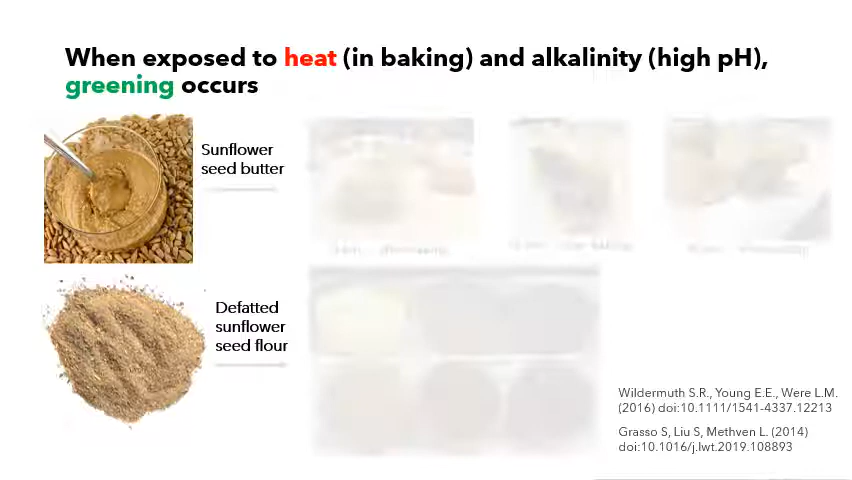 When exposed to heat (in baking) and alkalinity (high pH),
greening occurs
Sunflower
seed butter
Defatted
sunflower
seed flour
Wildermuth S.R., Young E.E., Were L.M.
(2016) doi:10.1111/1541-4337.12213
Grasso S, Liu S, Methven L. (2014)
doi:10.1016/j.lwt.2019.108893